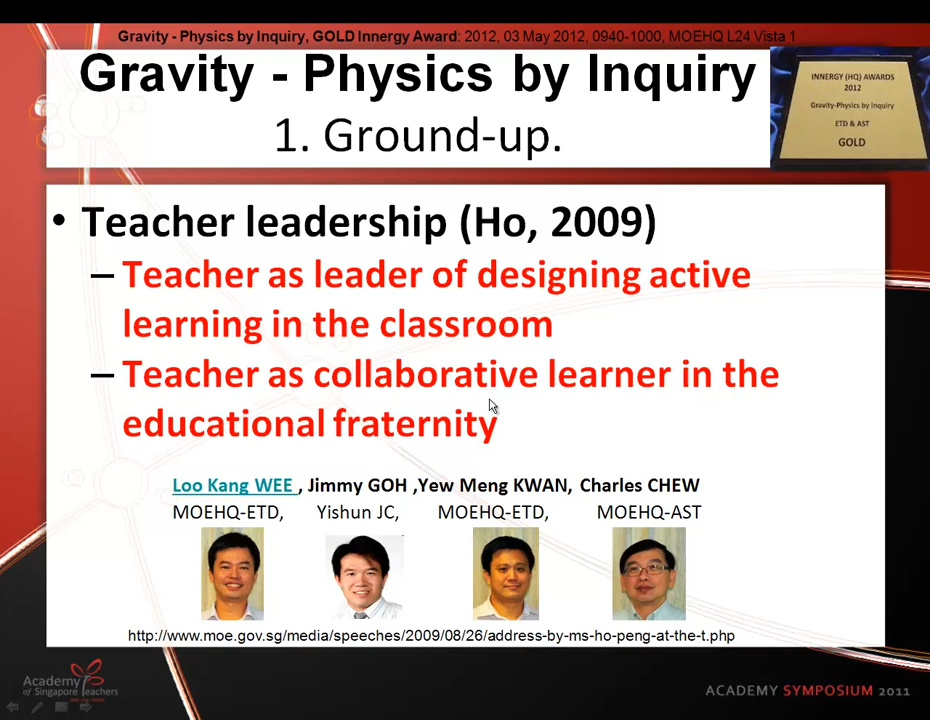 Gravity - Physics by Inquiry, GOLD Innergy Award: 2012, 03 May 2012, 0940-1000, MOEHQ L24 Vista 1
Gravity - Physics by Inquiry
1. Ground-up.
INNERGY (HQ) AWARDS
2012
Gravity-Physics by Inquiry
ETD & AST
GOLD
• Teacher leadership (Ho, 2009)
– Teacher as leader of designing active
learning in the classroom
– Teacher as collaborative learner in the
educational fraternity
Loo Kang WEE , Jimmy GOH ,Yew Meng KWAN, Charles CHEW
MOEHQ-ETD, Yishun JC, MOEHQ-ETD, MOEHQ-AST
http://www.moe.gov.sg/media/speeches/2009/08/26/address-by-ms-ho-peng-at-the-t.php
Academy
of Singapore Teachers
ACADEMY SYMPOSIUM 2011